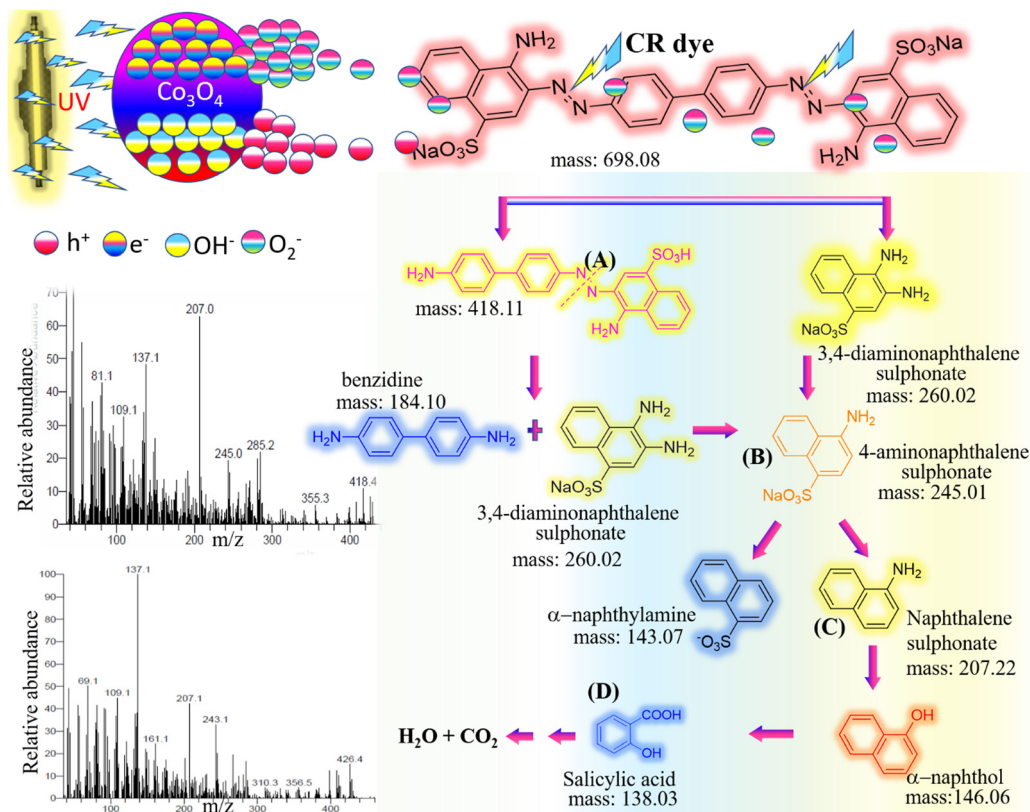 UV
Co3O4
h+
e-
OH-
O2-
CR dye
NH2
SO3Na
N
N
N
N
NaO3S
H2N
mass: 698.08
(A)
H2N
N
N
SO3H
H2N
mass: 418.11
NH2
NH2
NaO3S
3,4-diaminonaphthalene
sulphonate
mass: 260.02
benzidine
mass: 184.10
H2N
NH2
+
NH2
NH2
NaO3S
3,4-diaminonaphthalene
sulphonate
mass: 260.02
(B)
NH2
NaO3S
4-aminonaphthalene
sulphonate
mass: 245.01
α-naphthylamine
mass: 143.07
-O3S
(C)
NH2
Naphthalene
sulphonate
mass: 207.22
OH
α-naphthol
mass:146.06
(D)
COOH
OH
Salicylic acid
mass: 138.03
H2O + CO2
Relative abundance
70
60
50
40
30
20
10
0
81.1
109.1
137.1
207.0
245.0
285.2
355.3
418.4
100
200
300
400
m/z
Relative abundance
100
90
80
70
60
50
40
30
20
10
0
69.1
109.1
137.1
161.1
207.1
243.1
310.3
356.5
426.4
40
100
200
300
400
m/z